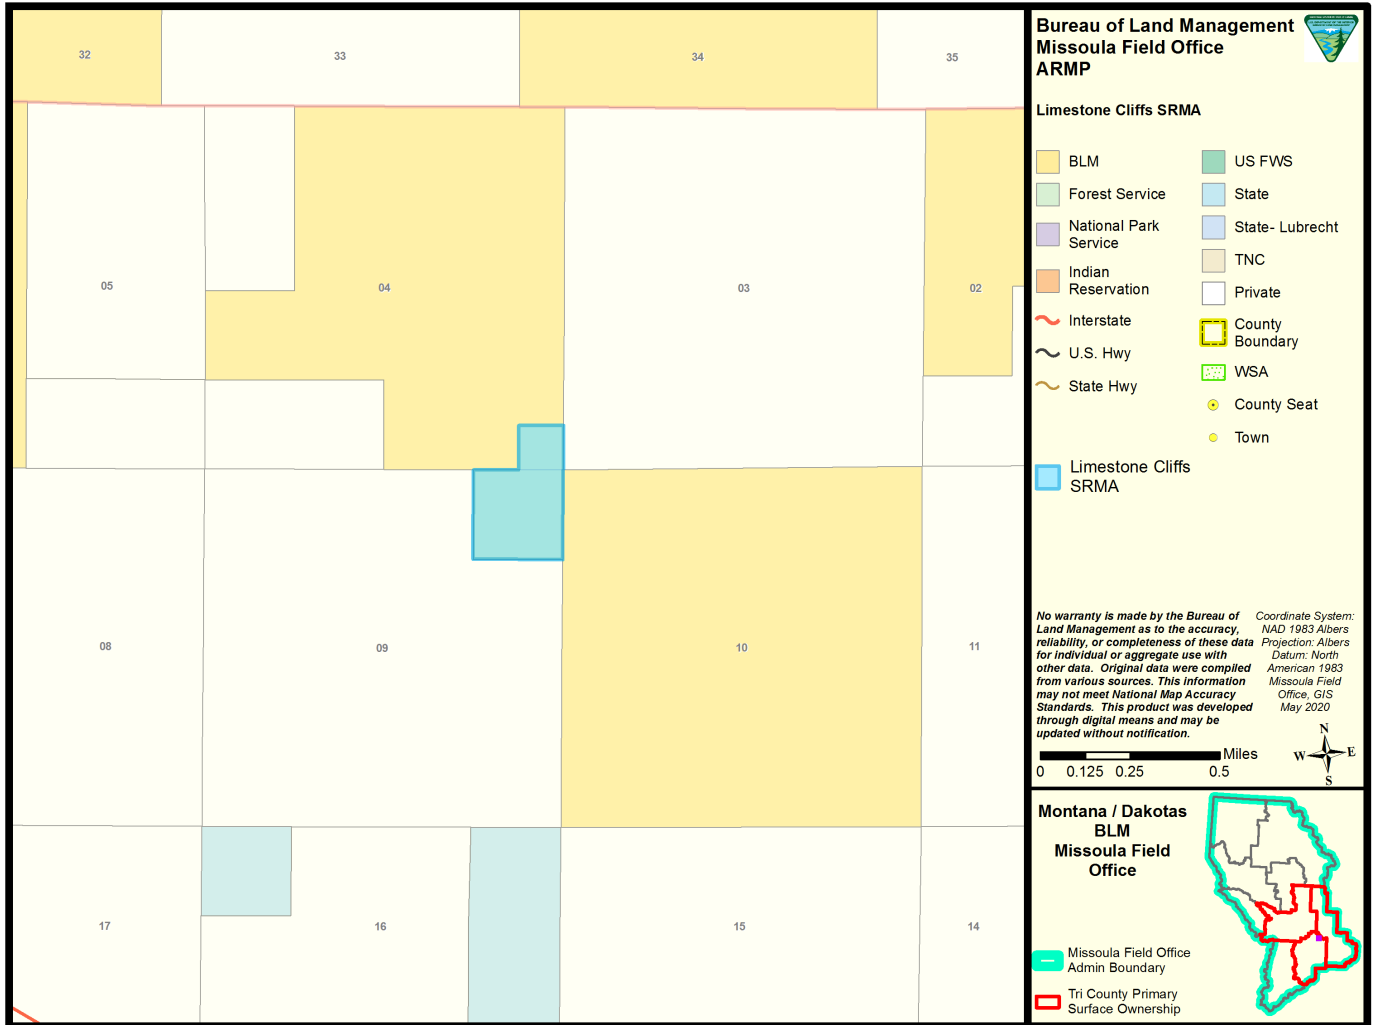 32
33
34
35
05
04
03
02
08
09
10
11
17
16
15
14
Bureau of Land Management
Missoula Field Office
ARMP
Limestone Cliffs SRMA
BLM
Forest Service
National Park
Service
Indian
Reservation
Interstate
U.S. Hwy
State Hwy
US FWS
State
State- Lubrecht
TNC
Private
County
Boundary
WSA
County Seat
Town
Limestone Cliffs
SRMA
No warranty is made by the Bureau of
Land Management as to the accuracy,
reliability, or completeness of these data
for individual or aggregate use with
other data. Original data were compiled
from various sources. This information
may not meet National Map Accuracy
Standards. This product was developed
through digital means and may be
updated without notification.
Coordinate System:
NAD 1983 Albers
Projection: Albers
Datum: North
American 1983
Missoula Field
Office, GIS
May 2020
Miles
0 0.125 0.25 0.5
N
W E
S
Montana / Dakotas
BLM
Missoula Field
Office
Missoula Field Office
Admin Boundary
Tri County Primary
Surface Ownership